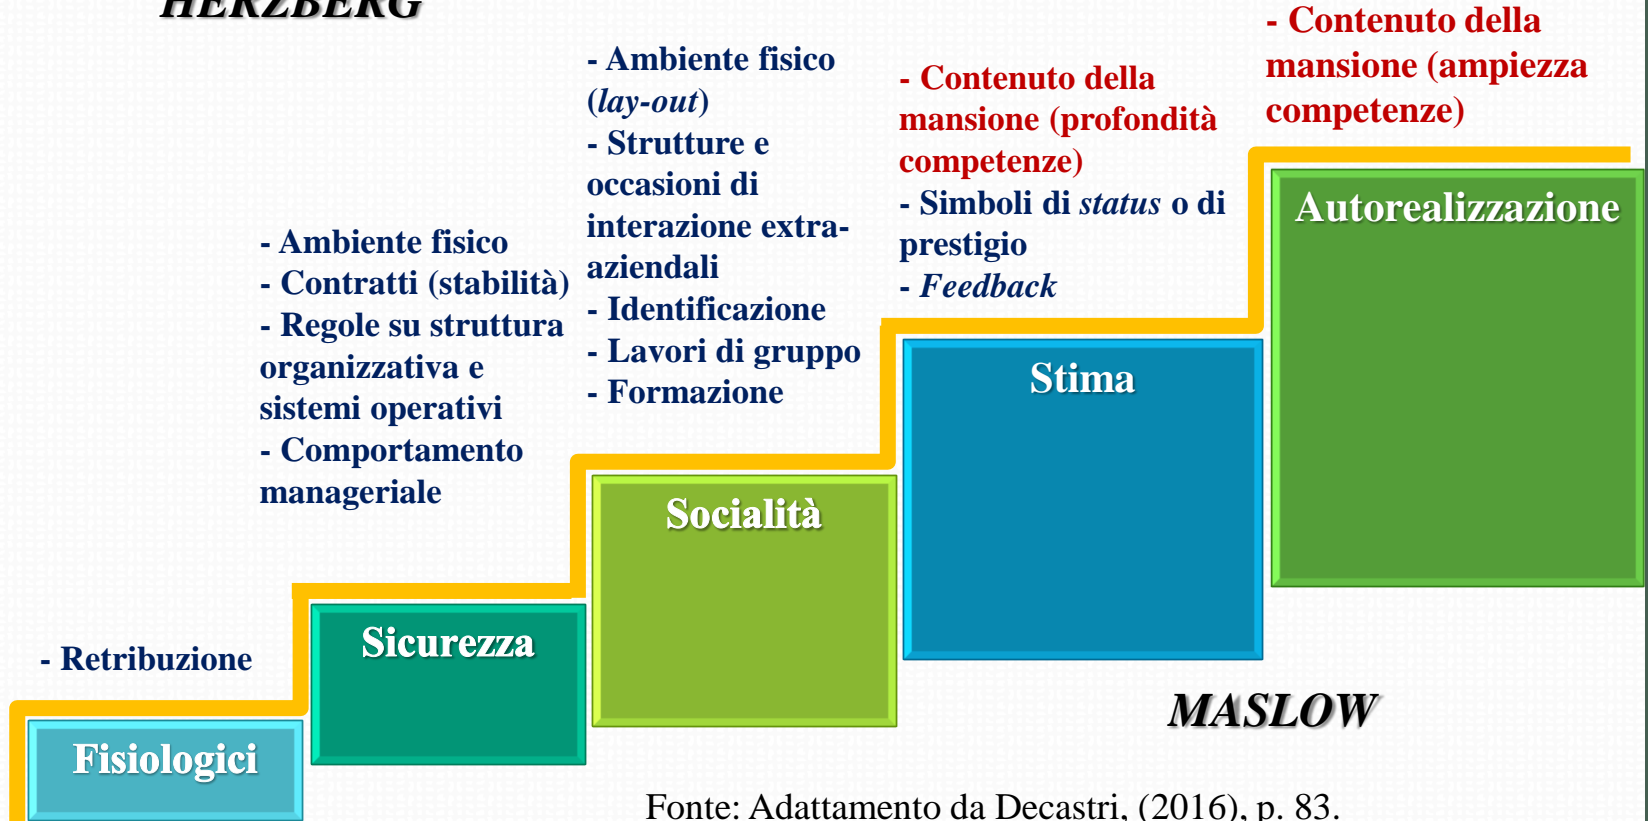 HERZBERG
- Retribuzione
Fisiologici
- Ambiente fisico
- Contratti (stabilità)
- Regole su struttura
organizzativa e
sistemi operativi
- Comportamento
manageriale
Sicurezza
- Ambiente fisico
(lay-out)
- Strutture e
occasioni di
interazione extra-
aziendali
- Identificazione
- Lavori di gruppo
- Formazione
Socialità
- Contenuto della
mansione (profondità
competenze)
- Simboli di status o di
prestigio
- Feedback
Stima
- Contenuto della
mansione (ampiezza
competenze)
Autorealizzazione
MASLOW
Fonte: Adattamento da Decastri, (2016), p. 83.